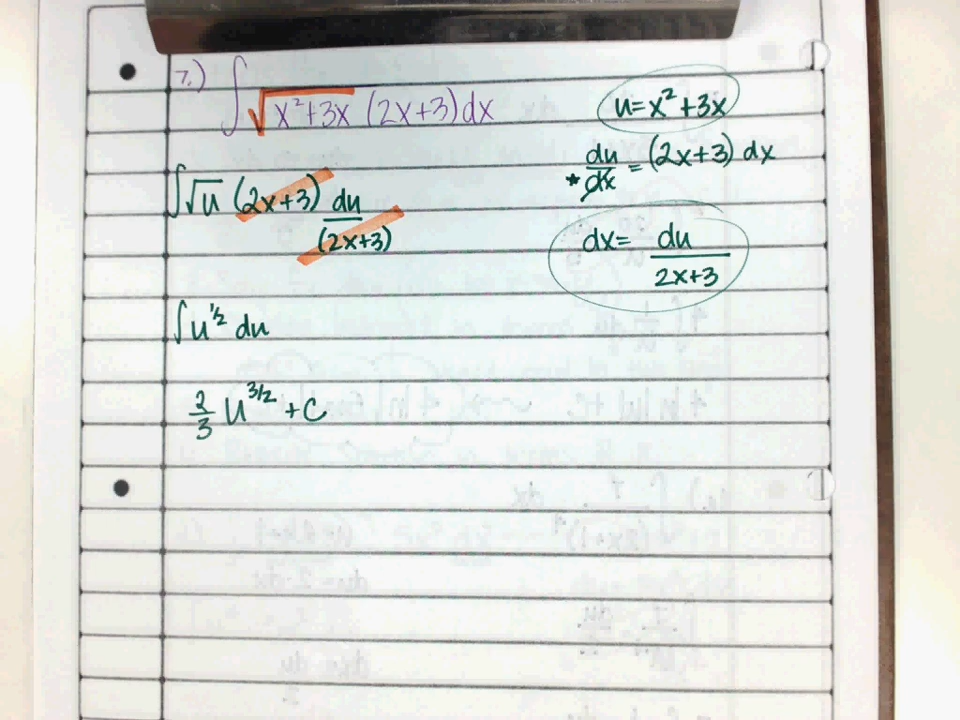 7.) ∫ √x²+3x (2x+3)dx
u=x²+3x
* du/dx = (2x+3) dx
∫√u (2x+3) du/(2x+3)
dx= du/2x+3
∫u^1/2 du
2/3 u^3/2 +C